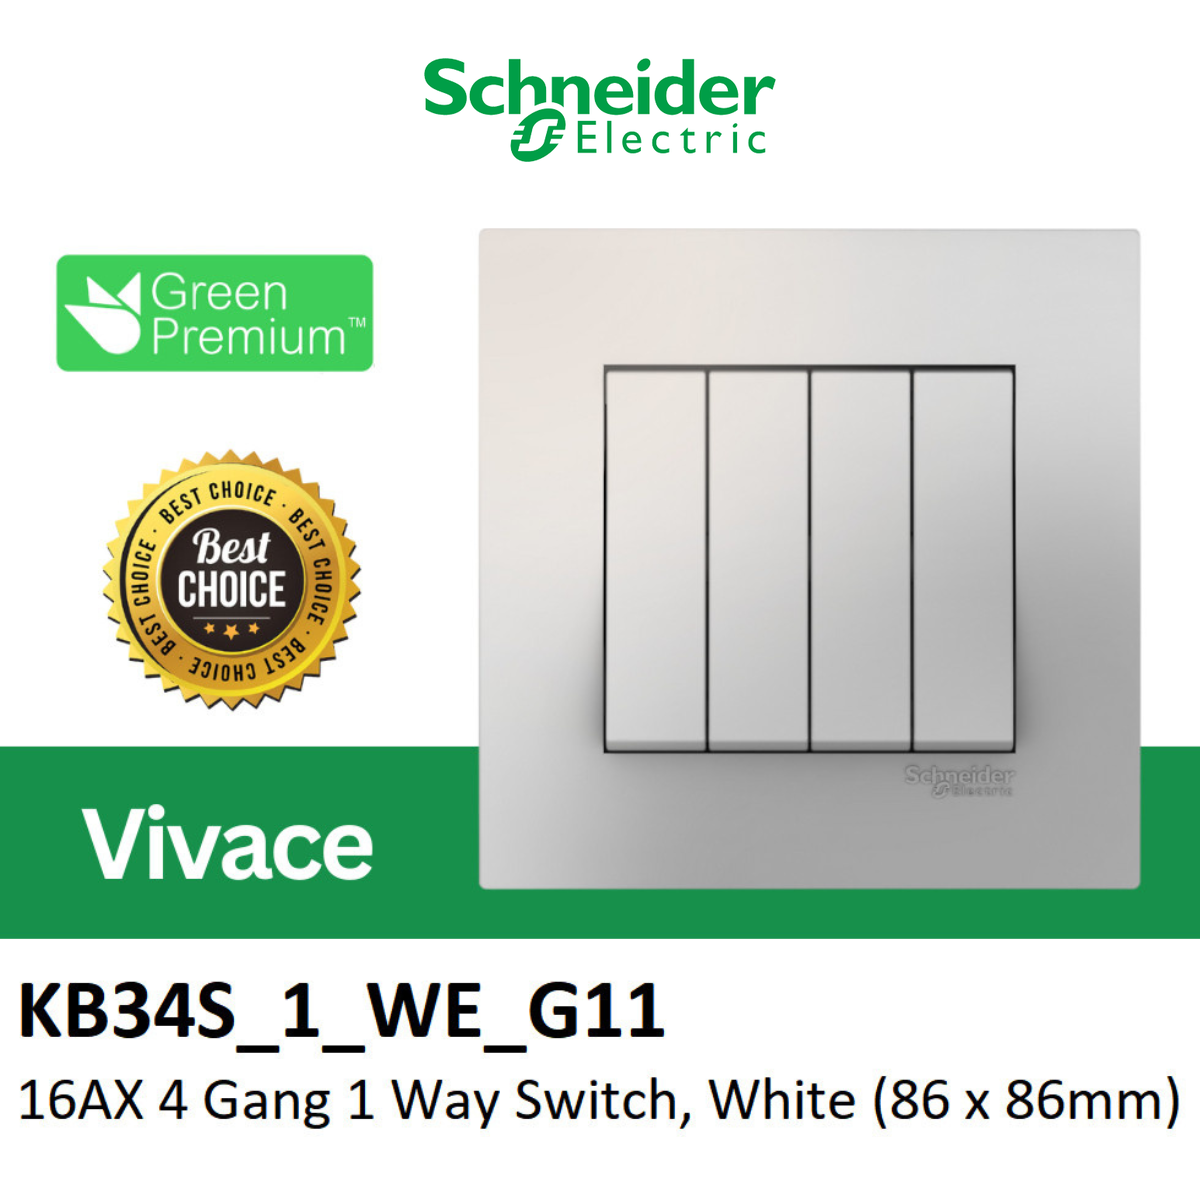 Schneider
Electric
Green
Premium™
BEST CHOICE · BEST CHOICE · BEST CHOICE · BEST CHOICE ·
Best
CHOICE
Schneider
Electric
Vivace
KB34S_1_WE_G11
16AX 4 Gang 1 Way Switch, White (86 x 86mm)